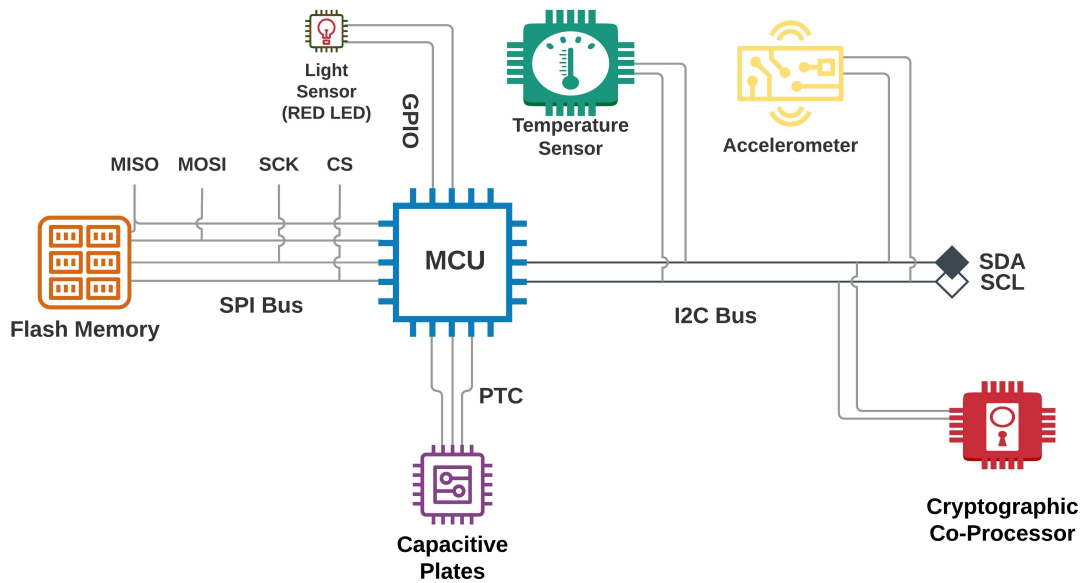 Light
Sensor
(RED LED)
GPIO
Temperature
Sensor
Accelerometer
MISO MOSI SCK CS
MCU
SDA
SCL
SPI Bus
I2C Bus
Flash Memory
PTC
Capacitive
Plates
Cryptographic
Co-Processor